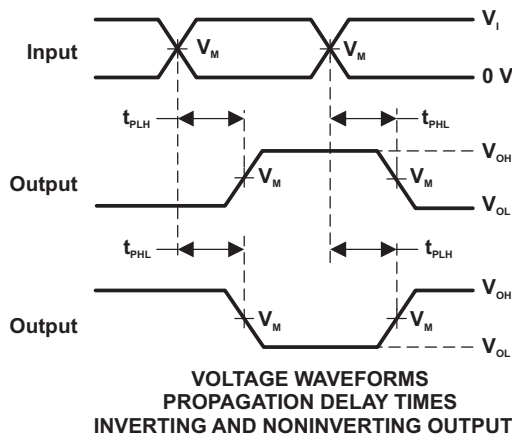 V_I
Input V_M V_M
0 V
t_PLH t_PHL
V_OH
Output V_M V_M
V_OL
t_PHL t_PLH
V_OH
Output V_M V_M
V_OL
VOLTAGE WAVEFORMS
PROPAGATION DELAY TIMES
INVERTING AND NONINVERTING OUTPUT